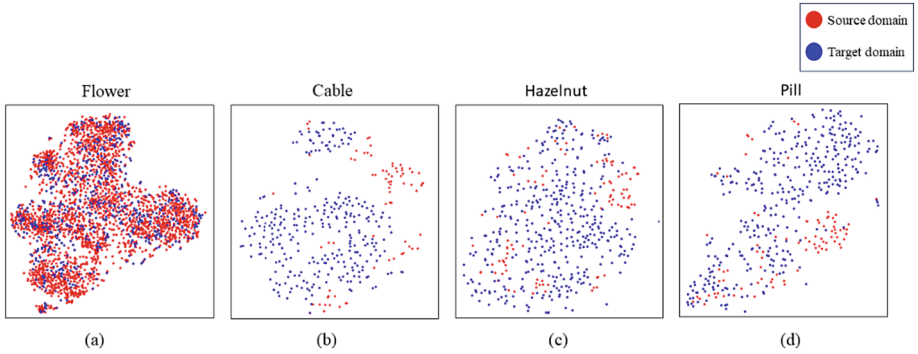 Source domain
Target domain
Flower
Cable
Hazelnut
Pill
(a)
(b)
(c)
(d)